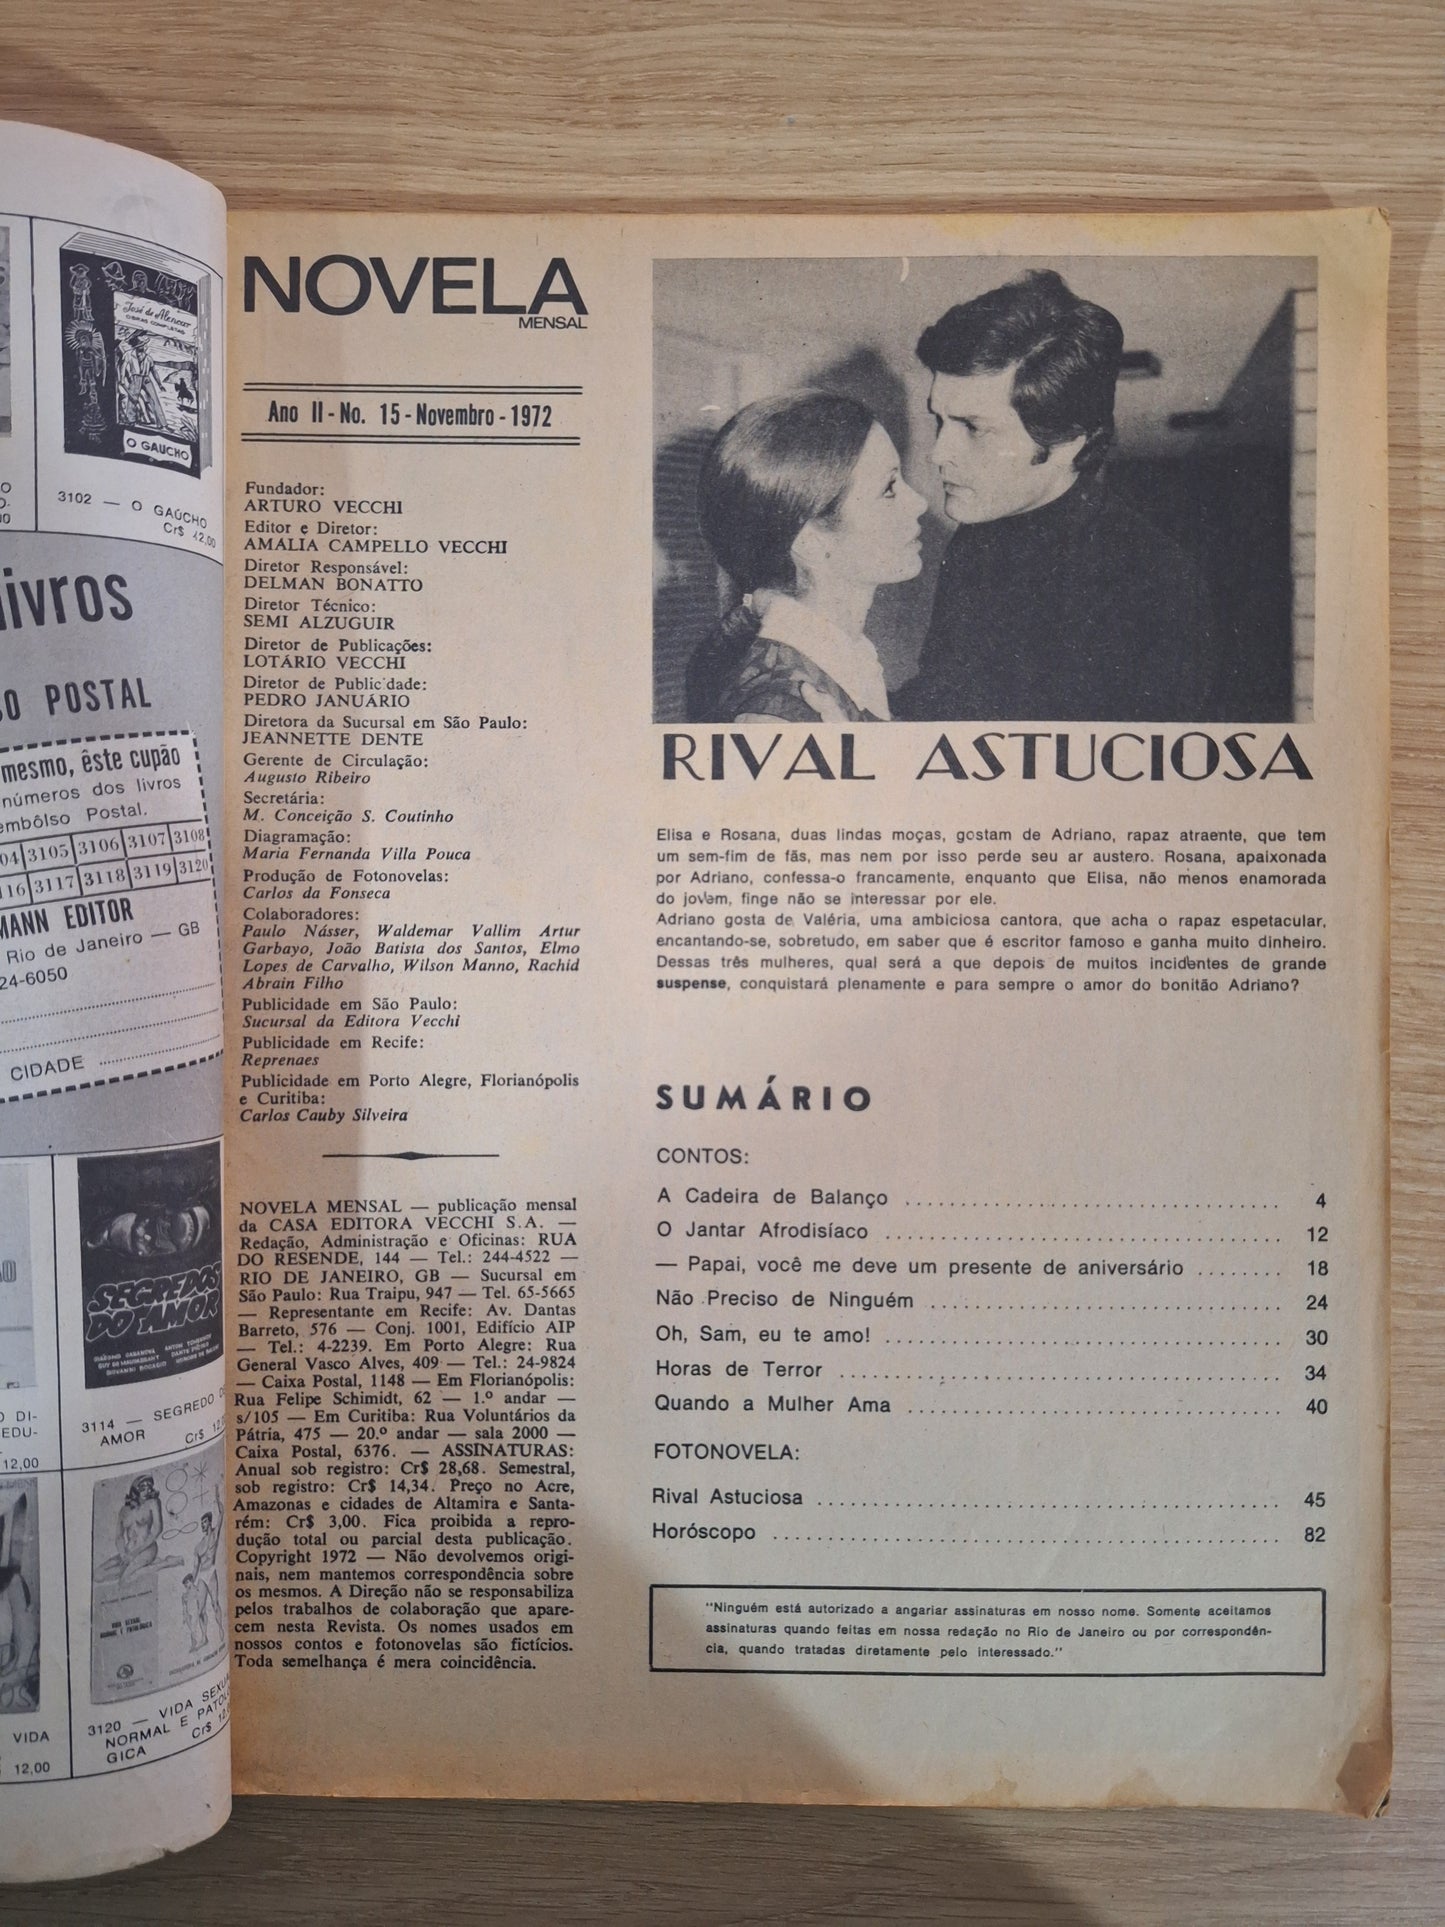 José de Alencar
OBRAS COMPLETAS
O GAUCHO
3102 — O GAÚCHO
Cr$ 12,00
livros
POSTAL
mesmo, êste cupão
números dos livros
Postal.
3105 3106 3107 3108
3117 3118 3119 3120
EDITOR
Rio de Janeiro — GB
24-6050
CIDADE
SEGREDOS
DO AMOR
3114 — SEGREDO
AMOR
12,00
VIDA
12,00
3120 — VIDA
NORMAL E
GICA
NOVELA
MENSAL
Ano II - No. 15 - Novembro - 1972
Fundador:
ARTURO VECCHI
Editor e Diretor:
AMALIA CAMPELLO VECCHI
Diretor Responsável:
DELMAN BONATTO
Diretor Técnico:
SEMI ALZUGUIR
Diretor de Publicações:
LOTÁRIO VECCHI
Diretor de Publicidade:
PEDRO JANUÁRIO
Diretora da Sucursal em São Paulo:
JEANNETTE DENTE
Gerente de Circulação:
Augusto Ribeiro
Secretária:
M. Conceição S. Coutinho
Diagramação:
Maria Fernanda Villa Pouca
Produção de Fotonovelas:
Carlos da Fonseca
Colaboradores:
Paulo Násser, Waldemar Vallim Artur
Garbayo, João Batista dos Santos, Elmo
Lopes de Carvalho, Wilson Manno, Rachid
Abrain Filho
Publicidade em São Paulo:
Sucursal da Editora Vecchi
Publicidade em Recife:
Reprenaes
Publicidade em Porto Alegre, Florianópolis
e Curitiba:
Carlos Cauby Silveira
NOVELA MENSAL — publicação mensal
da CASA EDITORA VECCHI S.A. —
Redação, Administração e Oficinas: RUA
DO RESENDE, 144 — Tel.: 244-4522 —
RIO DE JANEIRO, GB — Sucursal em
São Paulo: Rua Traipu, 947 — Tel. 65-5665
— Representante em Recife: Av. Dantas
Barreto, 576 — Conj. 1001, Edifício AIP
— Tel.: 4-2239. Em Porto Alegre: Rua
General Vasco Alves, 409 — Tel.: 24-9824
— Caixa Postal, 1148 — Em Florianópolis:
Rua Felipe Schimidt, 62 — 1.º andar —
s/105 — Em Curitiba: Rua Voluntários da
Pátria, 475 — 20.º andar — sala 2000 —
Caixa Postal, 6376. — ASSINATURAS:
Anual sob registro: Cr$ 28,68. Semestral,
sob registro: Cr$ 14,34. Preço no Acre,
Amazonas e cidades de Altamira e Santa-
rém: Cr$ 3,00. Fica proibida a repro-
dução total ou parcial desta publicação.
Copyright 1972 — Não devolvemos origi-
nais, nem mantemos correspondência sobre
os mesmos. A Direção não se responsabiliza
pelos trabalhos de colaboração que apare-
cem nesta Revista. Os nomes usados em
nossos contos e fotonovelas são fictícios.
Toda semelhança é mera coincidência.
RIVAL ASTUCIOSA
Elisa e Rosana, duas lindas moças, gostam de Adriano, rapaz atraente, que tem
um sem-fim de fãs, mas nem por isso perde seu ar austero. Rosana, apaixonada
por Adriano, confessa-o francamente, enquanto que Elisa, não menos enamorada
do jovem, finge não se interessar por ele.
Adriano gosta de Valéria, uma ambiciosa cantora, que acha o rapaz espetacular,
encantando-se, sobretudo, em saber que é escritor famoso e ganha muito dinheiro.
Dessas três mulheres, qual será a que depois de muitos incidentes de grande
suspense, conquistará plenamente e para sempre o amor do bonitão Adriano?
SUMÁRIO
CONTOS:
A Cadeira de Balanço 4
O Jantar Afrodisíaco 12
— Papai, você me deve um presente de aniversário 18
Não Preciso de Ninguém 24
Oh, Sam, eu te amo! 30
Horas de Terror 34
Quando a Mulher Ama 40
FOTONOVELA:
Rival Astuciosa 45
Horóscopo 82
"Ninguém está autorizado a angariar assinaturas em nosso nome. Somente aceitamos
assinaturas quando feitas em nossa redação no Rio de Janeiro ou por correspondên-
cia, quando tratadas diretamente pelo interessado."